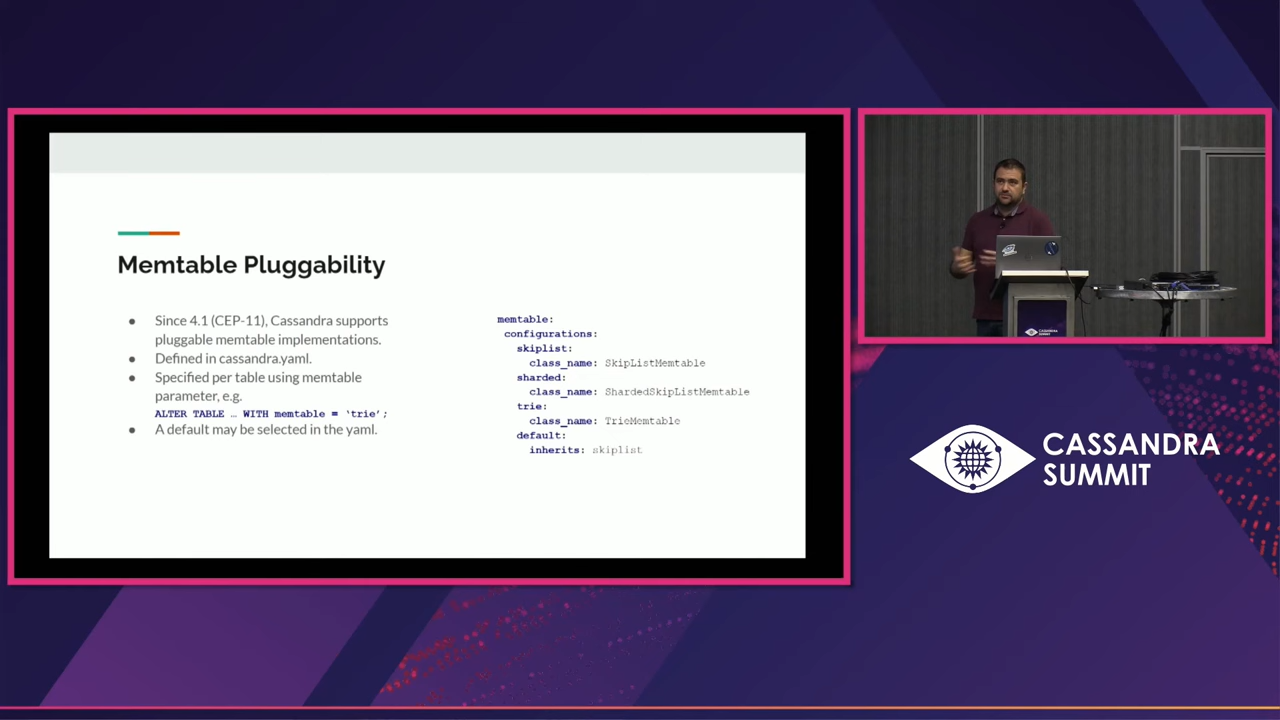 Memtable Pluggability
● Since 4.1 (CEP-11), Cassandra supports
pluggable memtable implementations.
● Defined in cassandra.yaml.
● Specified per table using memtable
parameter, e.g.
ALTER TABLE … WITH memtable = ‘trie’;
● A default may be selected in the yaml.
memtable:
configurations:
skiplist:
class_name: SkipListMemtable
sharded:
class_name: ShardedSkipListMemtable
trie:
class_name: TrieMemtable
default:
inherits: skiplist
CASSANDRA
SUMMIT